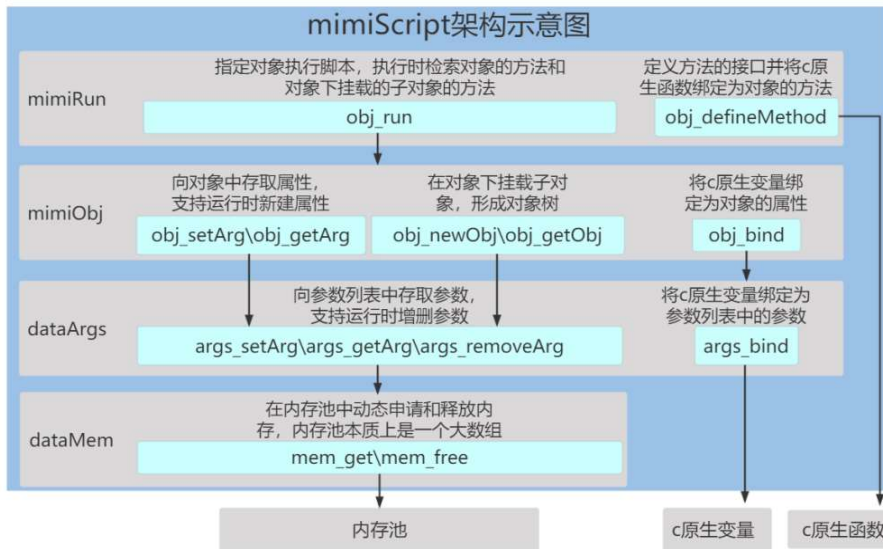 mimiScript架构示意图
mimiRun
指定对象执行脚本，执行时检索对象的方法和
对象下挂载的子对象的方法
obj_run
定义方法的接口并将c原
生函数绑定为对象的方法
obj_defineMethod
mimiObj
向对象中存取属性，
支持运行时新建属性
obj_setArg\obj_getArg
在对象下挂载子对
象，形成对象树
obj_newObj\obj_getObj
将c原生变量绑
定为对象的属性
obj_bind
dataArgs
向参数列表中存取参数，
支持运行时增删参数
args_setArg\args_getArg\args_removeArg
将c原生变量绑定为
参数列表中的参数
args_bind
dataMem
在内存池中动态申请和释放内
存，内存池本质上是一个大数组
mem_get\mem_free
内存池
c原生变量
c原生函数